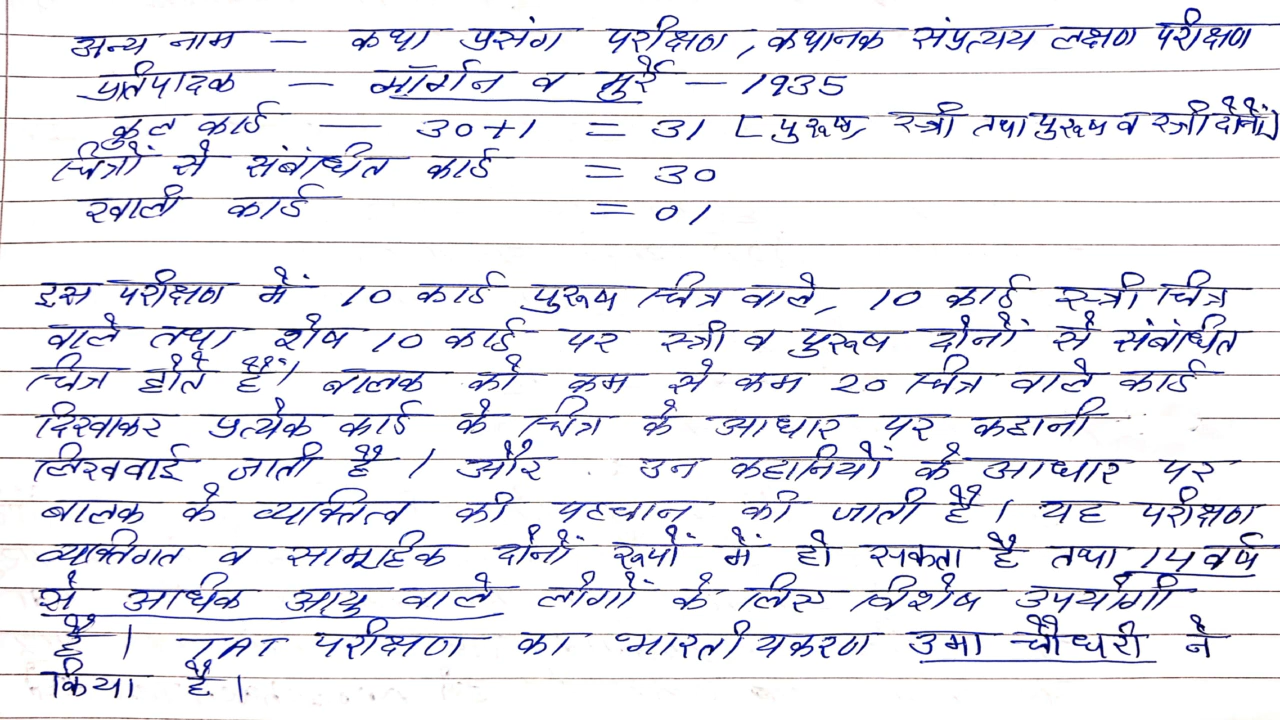 अन्य नाम — कथा प्रसंग परीक्षण, कथानक संप्रत्यय लक्षण परीक्षण
प्रतिपादक — मॉर्गन व मुर्रे — 1935
कुल कार्ड — 30+1 = 31 [पुरूष, स्त्री तथा पुरूष व स्त्री दोनों]
चित्रों से संबंधित कार्ड = 30
खाली कार्ड = 01
इस परीक्षण में 10 कार्ड पुरूष चित्र वाले, 10 कार्ड स्त्री चित्र
वाले तथा शेष 10 कार्ड पर स्त्री व पुरूष दोनों से संबंधित
चित्र होते हैं। बालक को कम से कम 20 चित्र वाले कार्ड
दिखाकर प्रत्येक कार्ड के चित्र के आधार पर कहानी
लिखवाई जाती है। और उन कहानियों के आधार पर
बालक के व्यक्तित्व की पहचान की जाती है। यह परीक्षण
व्यक्तिगत व सामूहिक दोनों रूपों में हो सकता है तथा 14 वर्ष
से अधिक आयु वाले लोगों के लिए विशेष उपयोगी
है। TAT परीक्षण का भारतीयकरण उमा चौधरी ने
किया है।